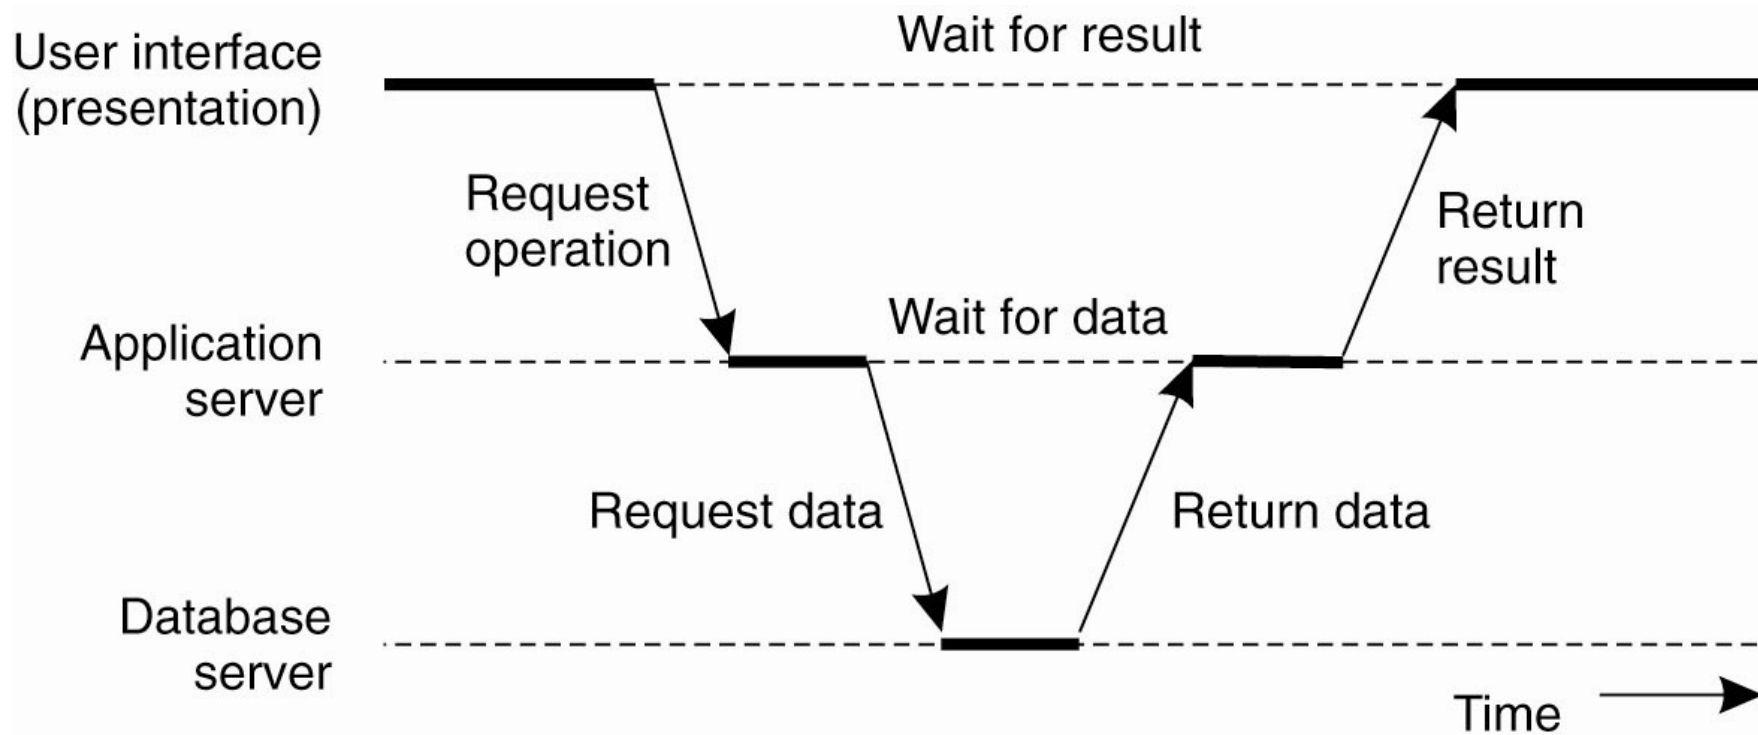 Wait for result
User interface
(presentation)
Request
operation
Return
result
Wait for data
Application
server
Request data
Return data
Database
server
Time